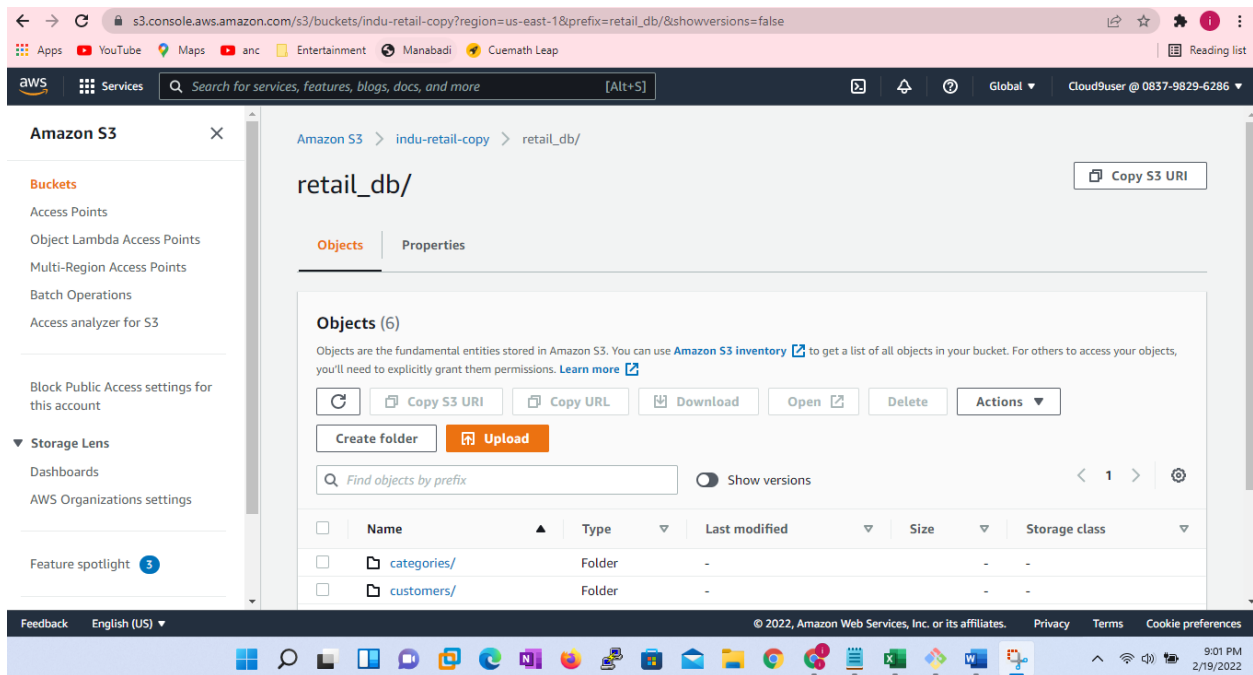 s3.console.aws.amazon.com/s3/buckets/indu-retail-copy?region=us-east-1&prefix=retail_db/&showversions=false
i
Apps YouTube Maps anc Entertainment Manabadi Cuemath Leap Reading list
aws Services Search for services, features, blogs, docs, and more [Alt+S] Global ▼ Cloud9user @ 0837-9829-6286 ▼
Amazon S3
Buckets
Access Points
Object Lambda Access Points
Multi-Region Access Points
Batch Operations
Access analyzer for S3
Block Public Access settings for
this account
Storage Lens
Dashboards
AWS Organizations settings
Feature spotlight 3
Amazon S3 > indu-retail-copy > retail_db/
retail_db/
Copy S3 URI
Objects Properties
Objects (6)
Objects are the fundamental entities stored in Amazon S3. You can use Amazon S3 inventory to get a list of all objects in your bucket. For others to access your objects,
you'll need to explicitly grant them permissions. Learn more
Copy S3 URI Copy URL Download Open Delete Actions ▼
Create folder Upload
Find objects by prefix Show versions < 1 >
Name ▲ Type Last modified Size Storage class
categories/ Folder - - -
customers/ Folder - - -
Feedback English (US) ▼ © 2022, Amazon Web Services, Inc. or its affiliates. Privacy Terms Cookie preferences
9:01 PM
2/19/2022